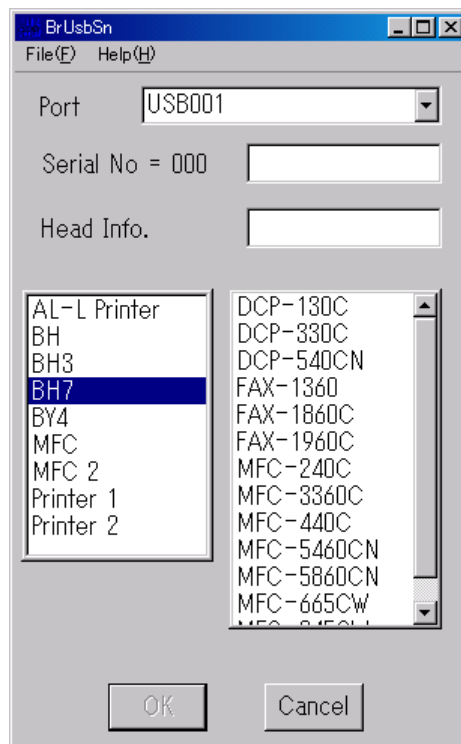 BrUsbSn
File(F) Help(H)
Port USB001
Serial No = 000
Head Info.
AL-L Printer
BH
BH3
BH7
BY4
MFC
MFC 2
Printer 1
Printer 2
DCP-130C
DCP-330C
DCP-540CN
FAX-1360
FAX-1860C
FAX-1960C
MFC-240C
MFC-3360C
MFC-440C
MFC-5460CN
MFC-5860CN
MFC-665CW
OK Cancel